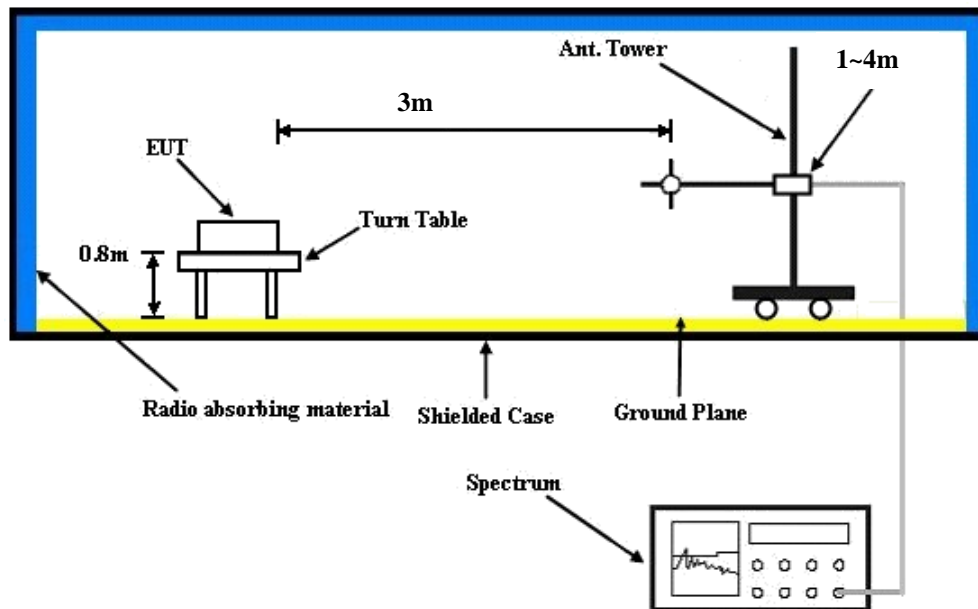 Ant. Tower
1~4m
3m
EUT
Turn Table
0.8m
Radio absorbing material
Shielded Case
Ground Plane
Spectrum